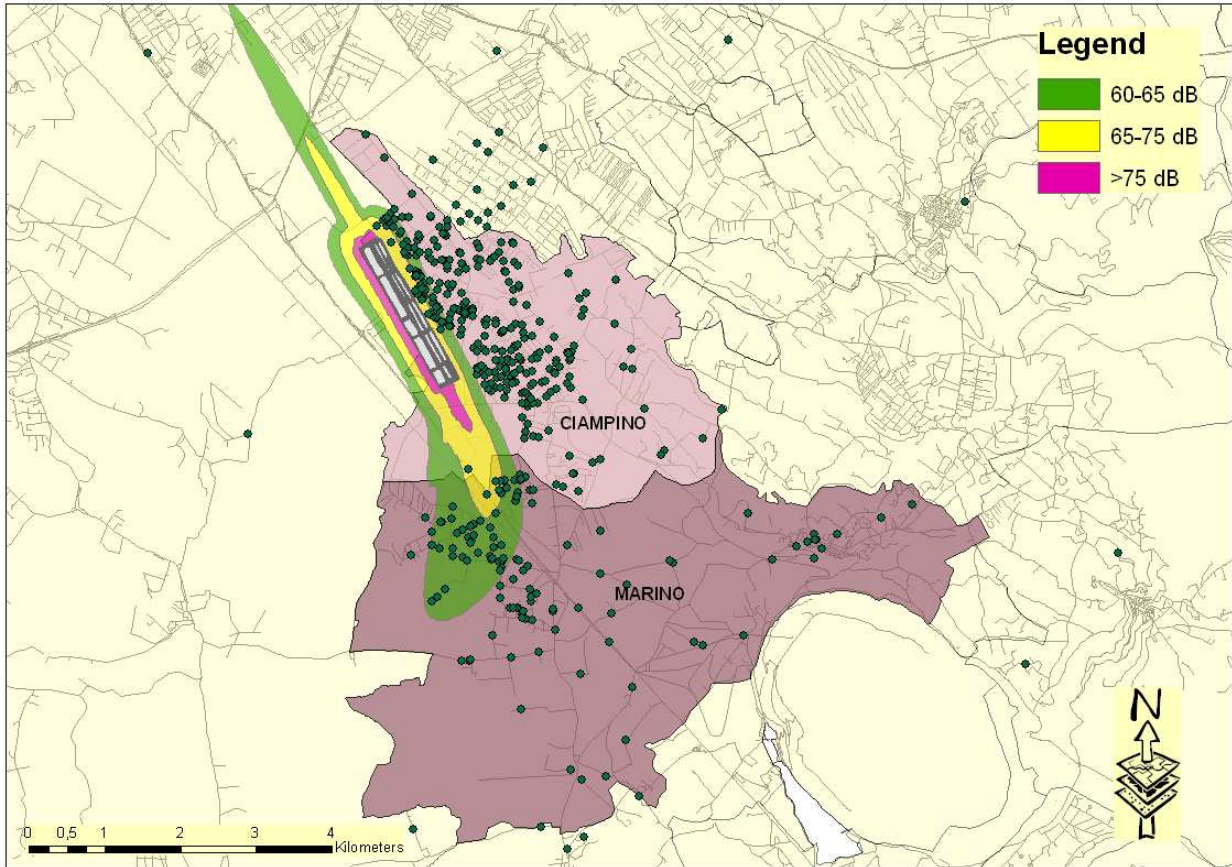 Legend
60-65 dB
65-75 dB
>75 dB
CIAMPINO
MARINO
N
0 0,5 1 2 3 4
Kilometers